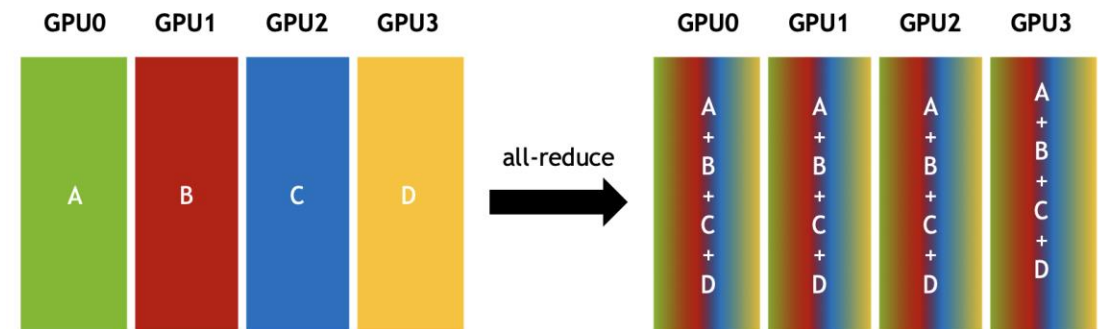 GPU0 GPU1 GPU2 GPU3
A B C D
all-reduce
GPU0 GPU1 GPU2 GPU3
A
+
B
+
C
+
D
A
+
B
+
C
+
D
A
+
B
+
C
+
D
A
+
B
+
C
+
D